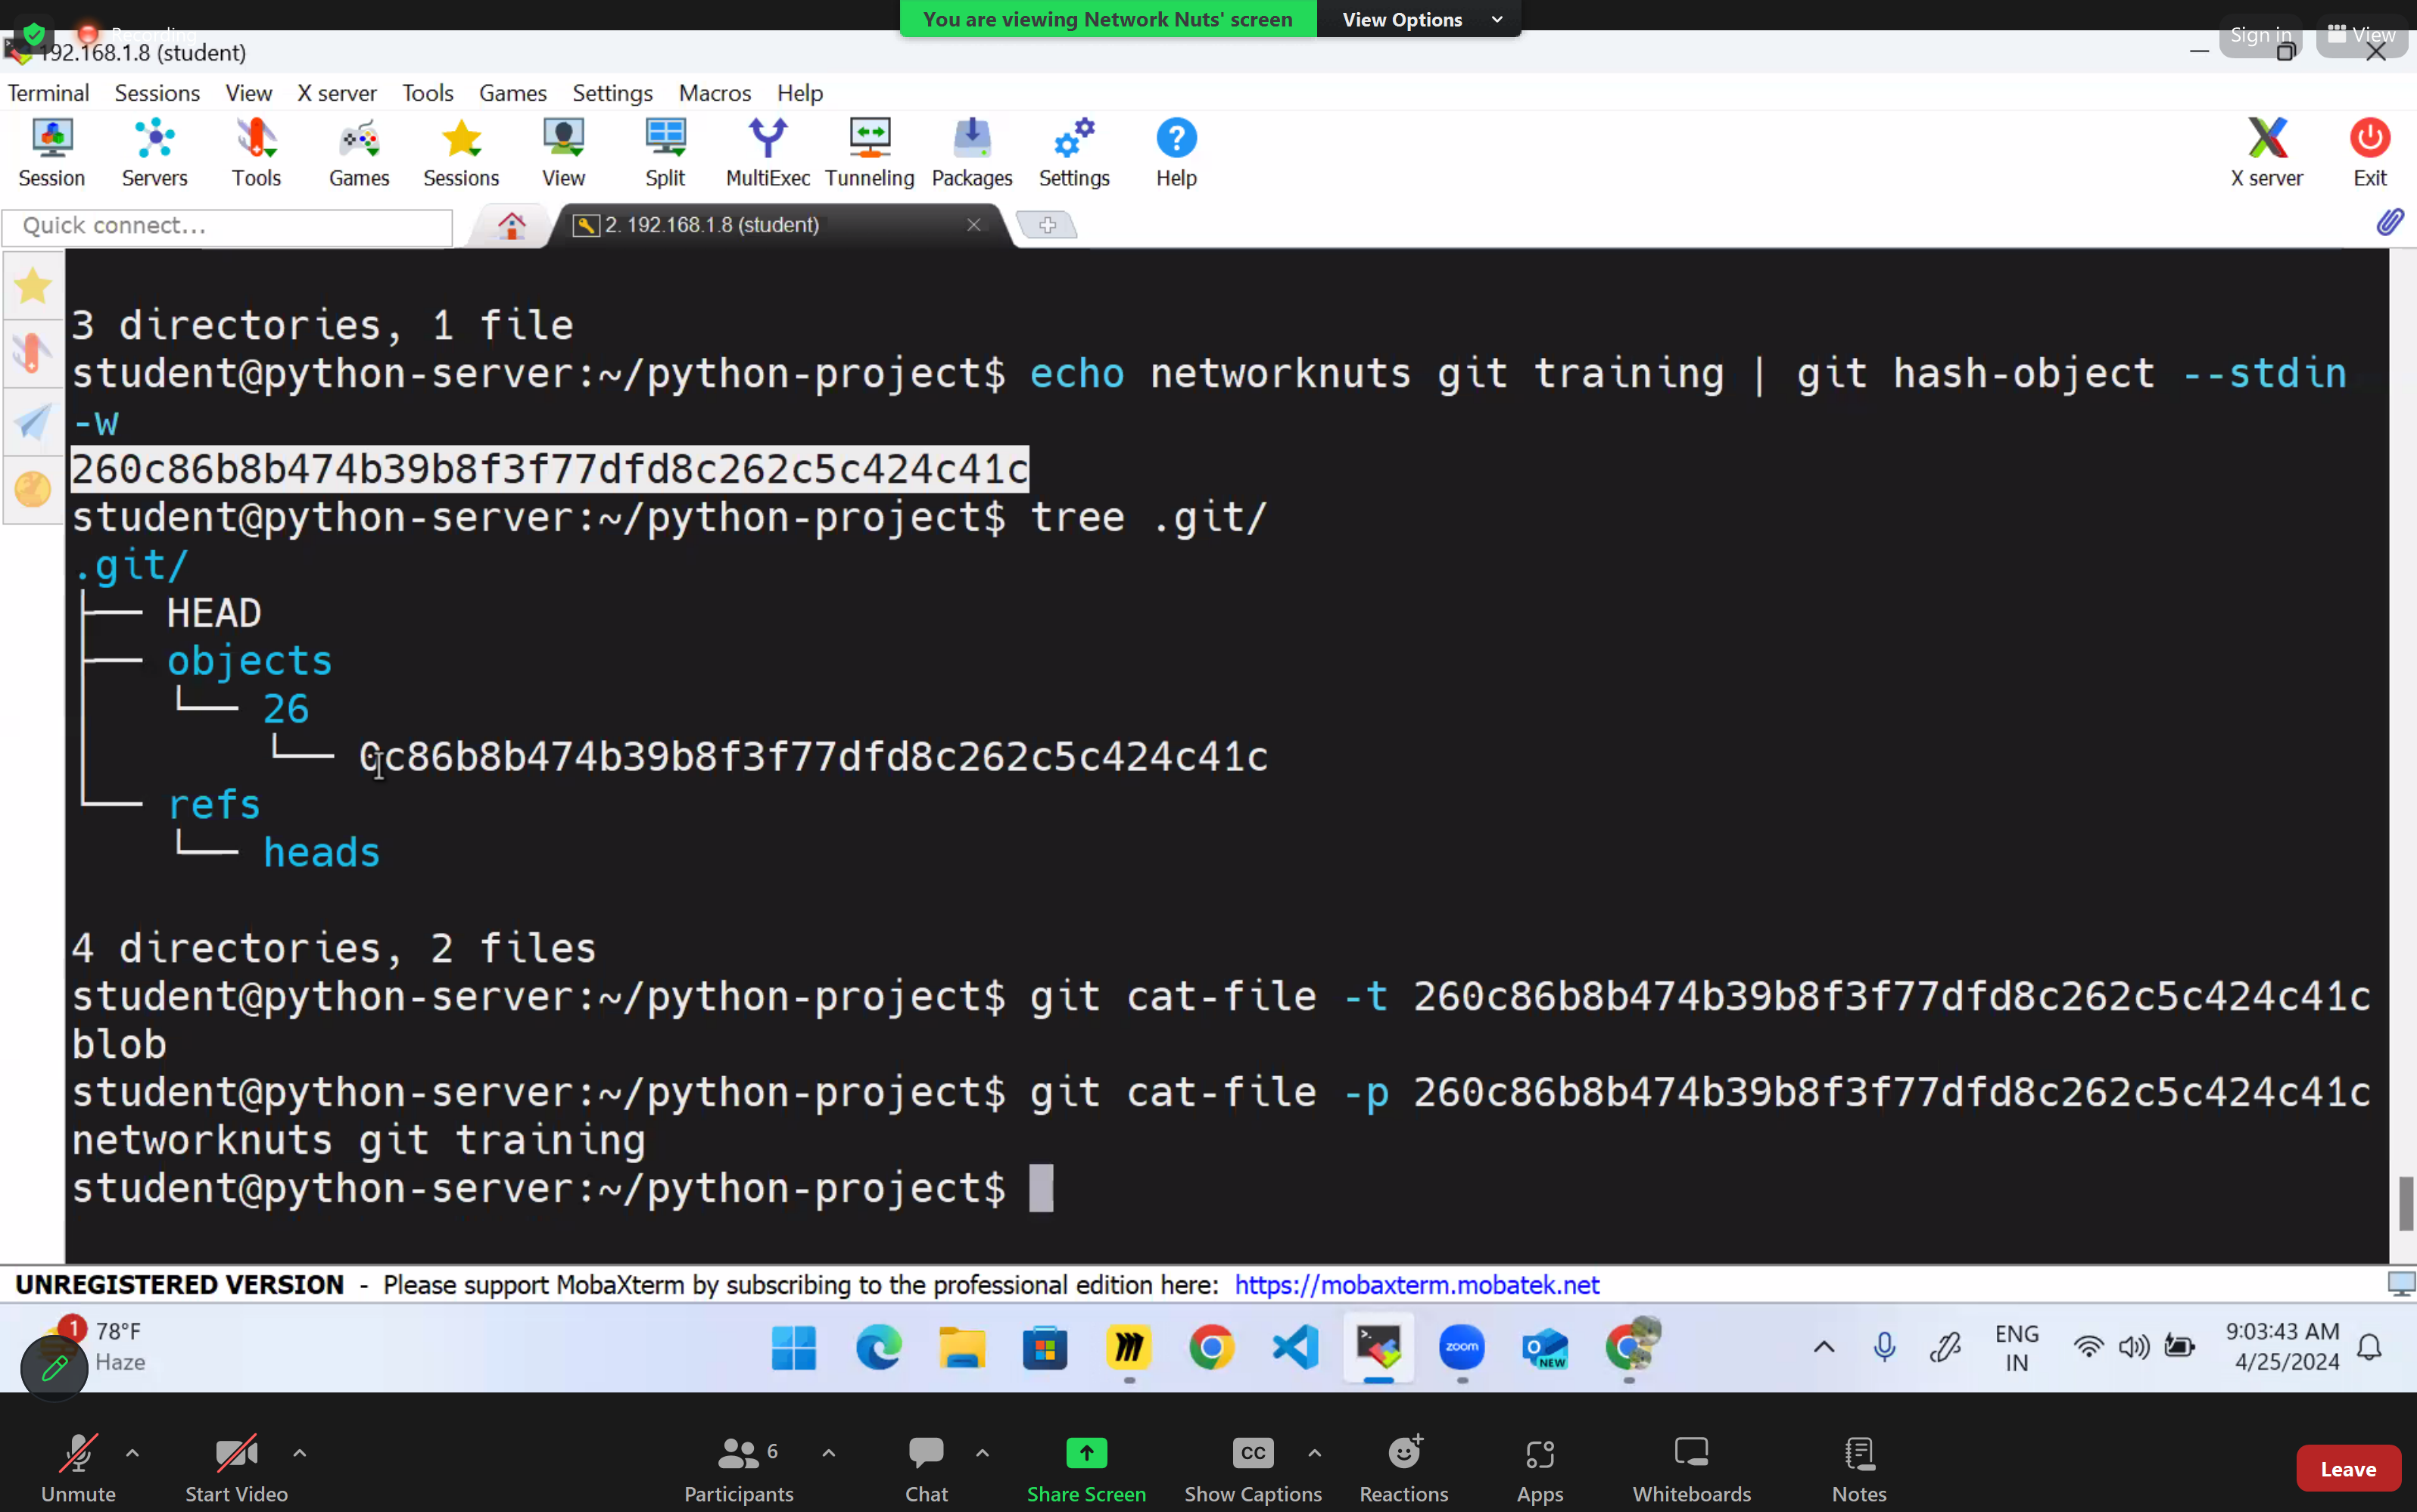 You are viewing Network Nuts' screen View Options
Recording
Sign in View
192.168.1.8 (student)
Terminal Sessions View X server Tools Games Settings Macros Help
Session Servers Tools Games Sessions View Split MultiExec Tunneling Packages Settings Help X server Exit
Quick connect...
2. 192.168.1.8 (student)
3 directories, 1 file
student@python-server:~/python-project$ echo networknuts git training | git hash-object --stdin
-w
260c86b8b474b39b8f3f77dfd8c262c5c424c41c
student@python-server:~/python-project$ tree .git/
.git/
├── HEAD
├── objects
│   └── 26
│       └── 0c86b8b474b39b8f3f77dfd8c262c5c424c41c
└── refs
    └── heads
4 directories, 2 files
student@python-server:~/python-project$ git cat-file -t 260c86b8b474b39b8f3f77dfd8c262c5c424c41c
blob
student@python-server:~/python-project$ git cat-file -p 260c86b8b474b39b8f3f77dfd8c262c5c424c41c
networknuts git training
student@python-server:~/python-project$
UNREGISTERED VERSION - Please support MobaXterm by subscribing to the professional edition here: https://mobaxterm.mobatek.net
1 78°F
Haze
zoom
NEW
ENG
IN
9:03:43 AM
4/25/2024
6
CC
Unmute Start Video Participants Chat Share Screen Show Captions Reactions Apps Whiteboards Notes Leave